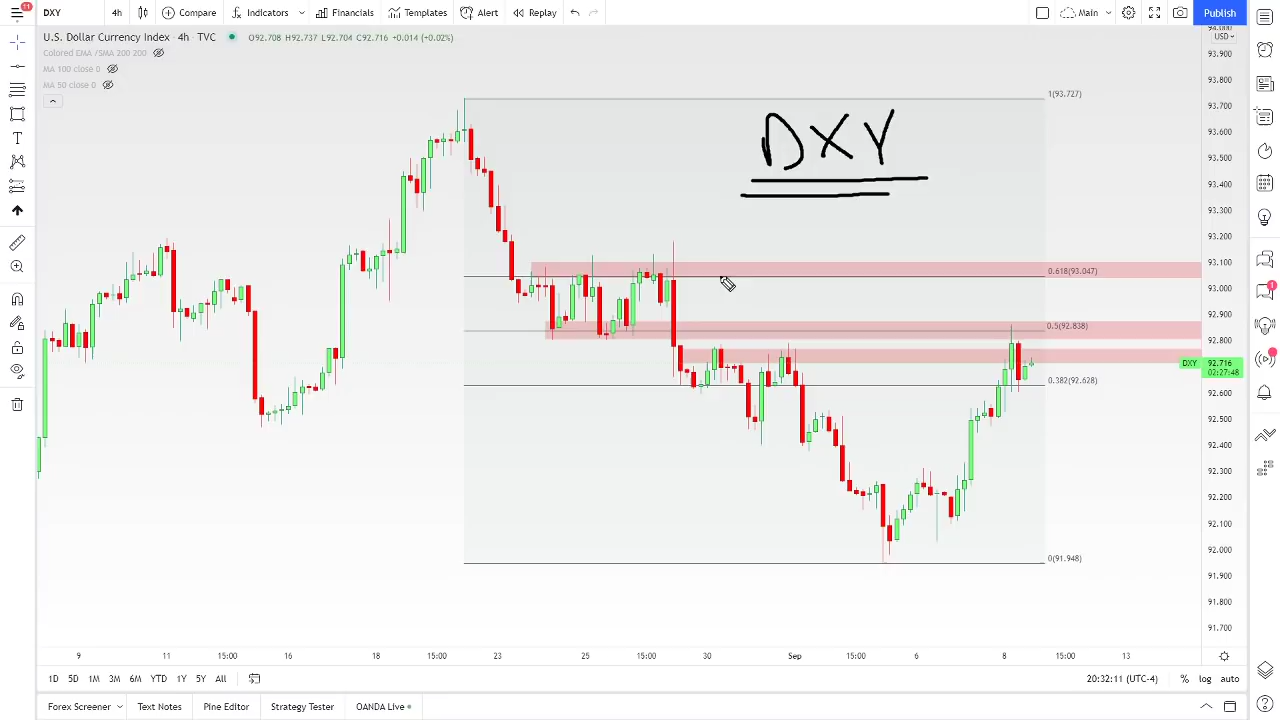 11
DXY 4h Compare Indicators Financials Templates Alert Replay Main Publish
U.S. Dollar Currency Index · 4h · TVC O92.708 H92.737 L92.704 C92.716 +0.014 (+0.02%)
Colored EMA /SMA 200 200
MA 100 close 0
MA 50 close 0
USD
94.000
93.900
93.800
93.700
93.600
93.500
93.400
93.300
93.200
93.100
93.000
92.900
92.800
92.600
92.500
92.400
92.300
92.200
92.100
92.000
91.900
91.800
91.700
1(93.727)
DXY
0.618(93.047)
0.5(92.838)
DXY 92.716
02:27:48
0.382(92.628)
0(91.948)
1
9 11 15:00 16 18 15:00 23 25 15:00 30 Sep 15:00 6 8 15:00 13
1D 5D 1M 3M 6M YTD 1Y 5Y All 20:32:11 (UTC-4) % log auto
Forex Screener Text Notes Pine Editor Strategy Tester OANDA Live